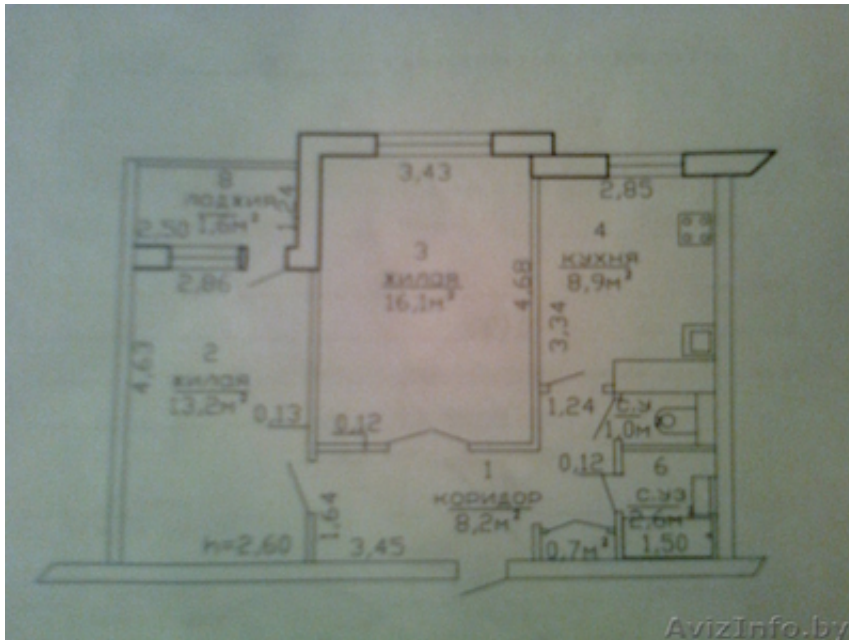 8
ЛОДЖИЯ
1.6м²
2.50
1,24
3.43
2.85
2.86
3
ЖИЛАЯ
16,1м²
4.68
4
КУХНЯ
8,9м²
3,34
4,63
2
ЖИЛАЯ
13,2м²
0,13
0,12
1,24
С.У
1,0м²
1
КОРИДОР
8,2м²
0,12
6
С.УЗ
2,6м²
1,64
h=2,60
3,45
0,7м²
1,50
AvizInfo.by